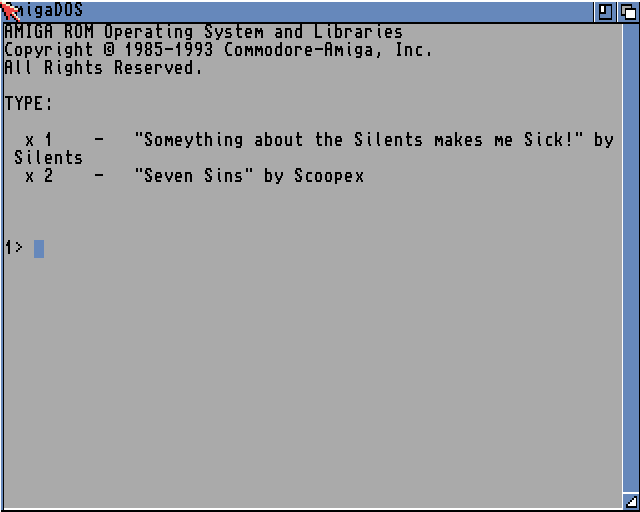 AmigaDOS
AMIGA ROM Operating System and Libraries
Copyright © 1985-1993 Commodore-Amiga, Inc.
All Rights Reserved.
TYPE:
x 1 - "Someything about the Silents makes me Sick!" by
Silents
x 2 - "Seven Sins" by Scoopex
1>